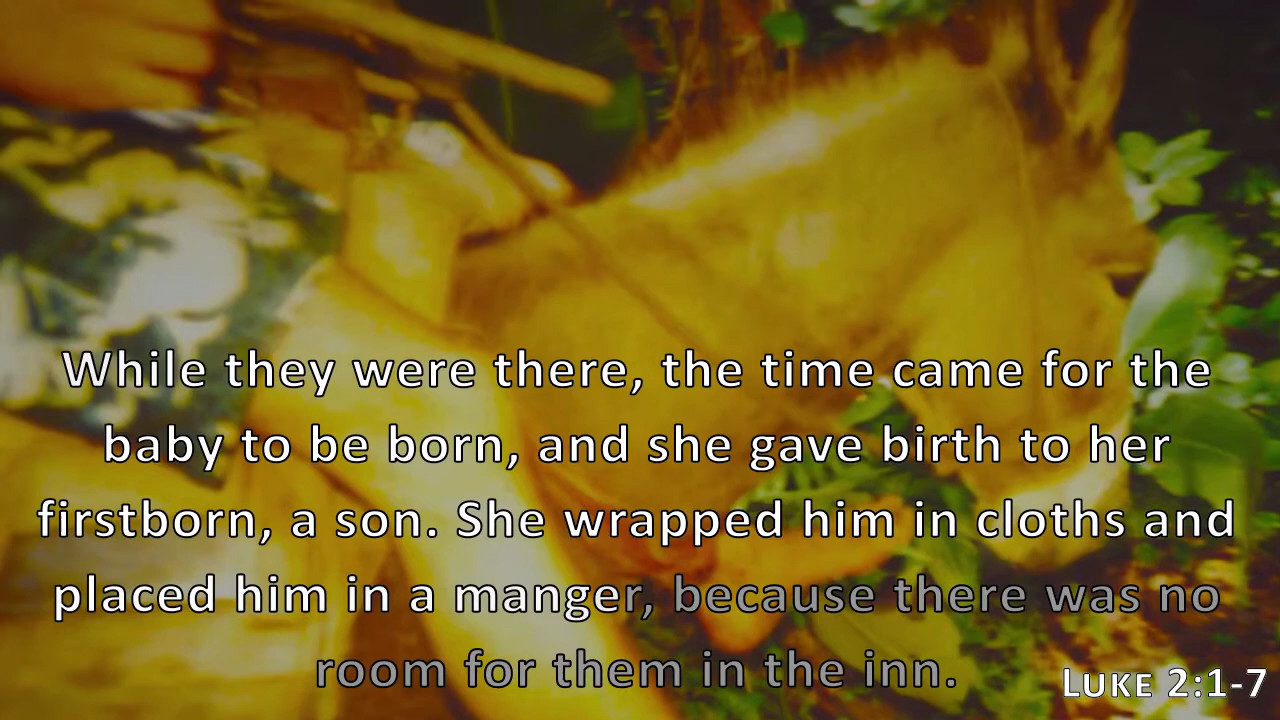 While they were there, the time came for the
baby to be born, and she gave birth to her
firstborn, a son. She wrapped him in cloths and
placed him in a manger, because there was no
room for them in the inn.
Luke 2:1-7